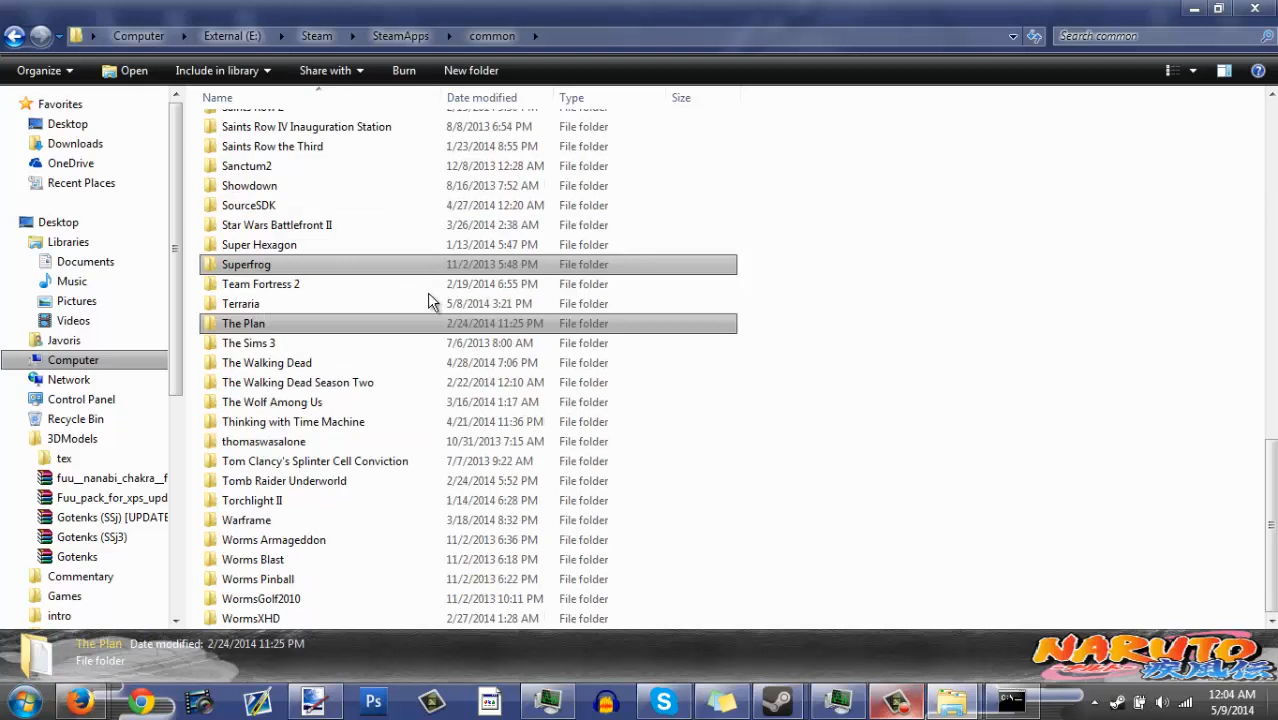 Computer External (E:) Steam SteamApps common Search common
Organize Open Include in library Share with Burn New folder
Name Date modified Type Size
Favorites
Desktop
Downloads
OneDrive
Recent Places
Desktop
Libraries
Documents
Music
Pictures
Videos
Javoris
Computer
Network
Control Panel
Recycle Bin
3DModels
tex
fuu__nanabi_chakra__f
Fuu_pack_for_xps_upd
Gotenks (SSj) [UPDATE
Gotenks (SSj3)
Gotenks
Commentary
Games
intro
Saints Row IV Inauguration Station 8/8/2013 6:54 PM File folder
Saints Row the Third 1/23/2014 8:55 PM File folder
Sanctum2 12/8/2013 12:28 AM File folder
Showdown 8/16/2013 7:52 AM File folder
SourceSDK 4/27/2014 12:20 AM File folder
Star Wars Battlefront II 3/26/2014 2:38 AM File folder
Super Hexagon 1/13/2014 5:47 PM File folder
Superfrog 11/2/2013 5:48 PM File folder
Team Fortress 2 2/19/2014 6:55 PM File folder
Terraria 5/8/2014 3:21 PM File folder
The Plan 2/24/2014 11:25 PM File folder
The Sims 3 7/6/2013 8:00 AM File folder
The Walking Dead 4/28/2014 7:06 PM File folder
The Walking Dead Season Two 2/22/2014 12:10 AM File folder
The Wolf Among Us 3/16/2014 1:17 AM File folder
Thinking with Time Machine 4/21/2014 11:36 PM File folder
thomaswasalone 10/31/2013 7:15 AM File folder
Tom Clancy's Splinter Cell Conviction 7/7/2013 9:22 AM File folder
Tomb Raider Underworld 2/24/2014 5:52 PM File folder
Torchlight II 1/14/2014 6:28 PM File folder
Warframe 3/18/2014 8:32 PM File folder
Worms Armageddon 11/2/2013 6:36 PM File folder
Worms Blast 11/2/2013 6:18 PM File folder
Worms Pinball 11/2/2013 6:22 PM File folder
WormsGolf2010 11/2/2013 10:11 PM File folder
WormsXHD 2/27/2014 1:28 AM File folder
The Plan Date modified: 2/24/2014 11:25 PM
File folder
NARUTO
ナルト 疾風伝
Ps
12:04 AM
5/9/2014